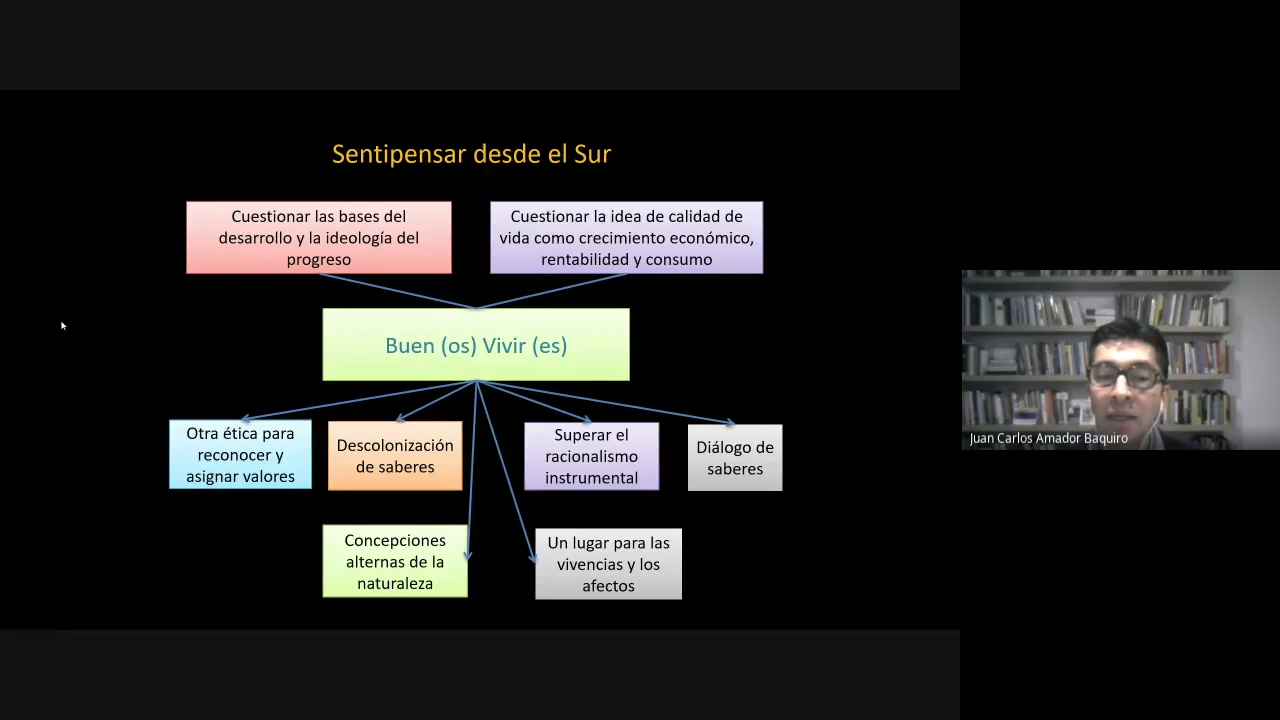 Sentipensar desde el Sur
Cuestionar las bases del
desarrollo y la ideología del
progreso
Cuestionar la idea de calidad de
vida como crecimiento económico,
rentabilidad y consumo
Buen (os) Vivir (es)
Otra ética para
reconocer y
asignar valores
Descolonización
de saberes
Superar el
racionalismo
instrumental
Diálogo de
saberes
Concepciones
alternas de la
naturaleza
Un lugar para las
vivencias y los
afectos
Juan Carlos Amador Baquiro